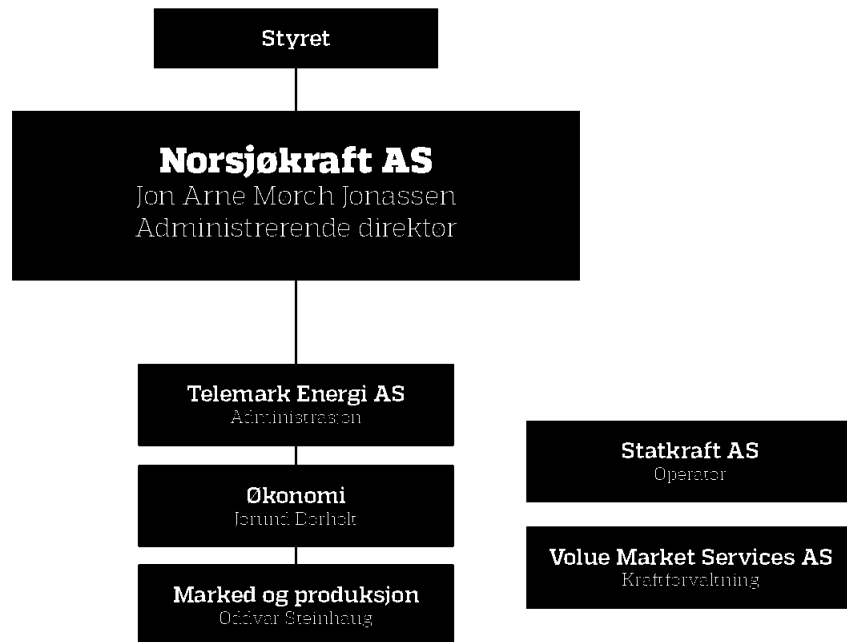 Styret
Norsjøkraft AS
Jon Arne Mørch Jonassen
Administrerende direktør
Telemark Energi AS
Administrasjon
Økonomi
Jorund Dorholt
Marked og produksjon
Oddvar Steinhaug
Statkraft AS
Operatør
Volue Market Services AS
Kraftforvaltning